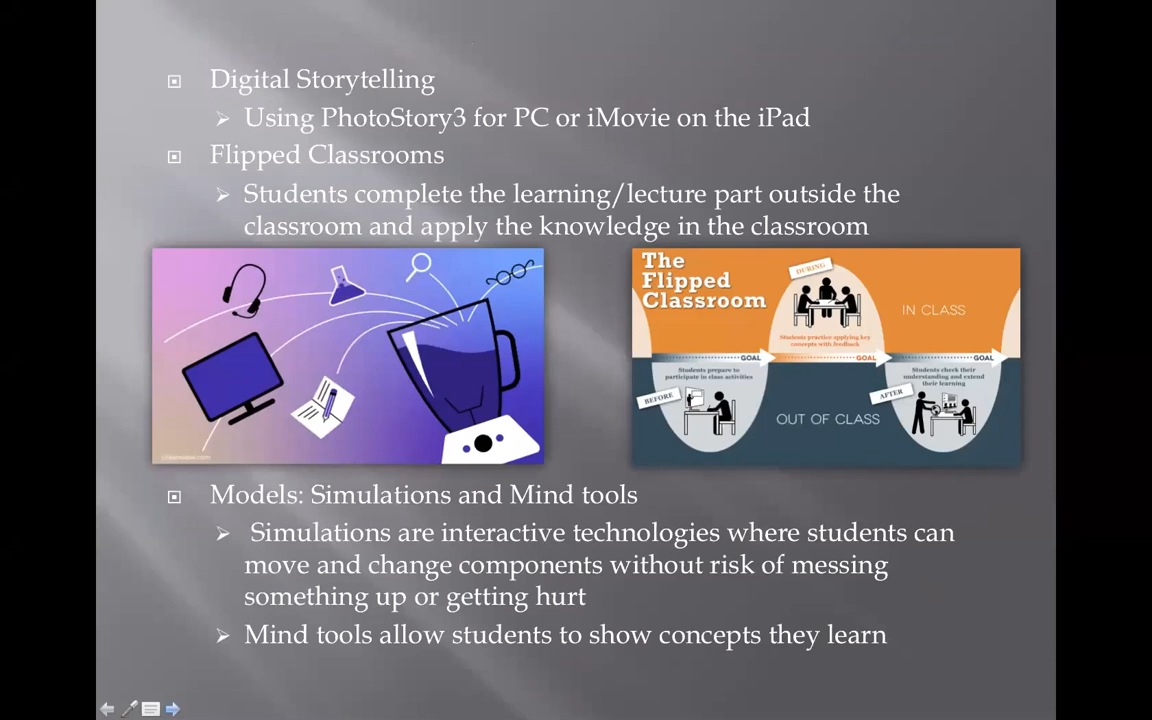 Digital Storytelling
Using PhotoStory3 for PC or iMovie on the iPad
Flipped Classrooms
Students complete the learning/lecture part outside the
classroom and apply the knowledge in the classroom
The
Flipped
Classroom
DURING
IN CLASS
Students practice applying key
concepts with feedback
GOAL
GOAL
GOAL
Students prepare to
participate in class activities
Students check their
understanding and extend
their learning
BEFORE
AFTER
OUT OF CLASS
Models: Simulations and Mind tools
Simulations are interactive technologies where students can
move and change components without risk of messing
something up or getting hurt
Mind tools allow students to show concepts they learn